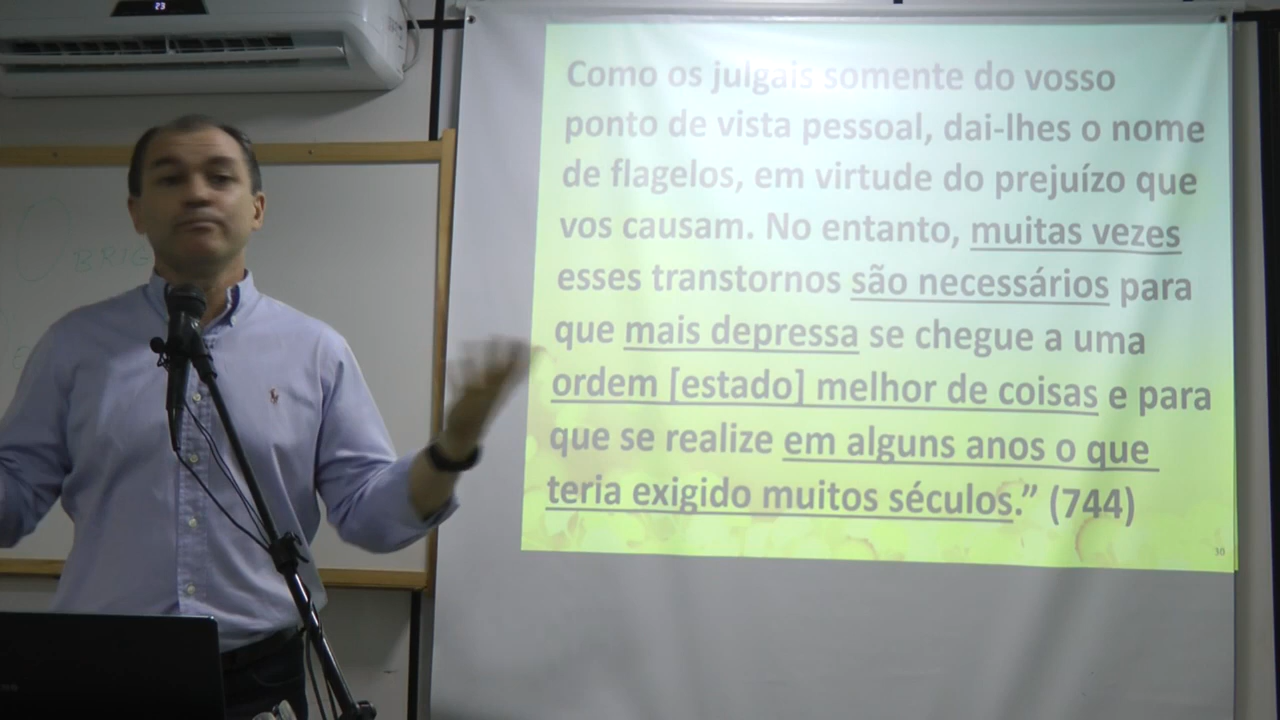 23
Como os julgais somente do vosso
ponto de vista pessoal, dai-lhes o nome
de flagelos, em virtude do prejuízo que
vos causam. No entanto, muitas vezes
esses transtornos são necessários para
que mais depressa se chegue a uma
ordem [estado] melhor de coisas e para
que se realize em alguns anos o que
teria exigido muitos séculos.” (744)
30